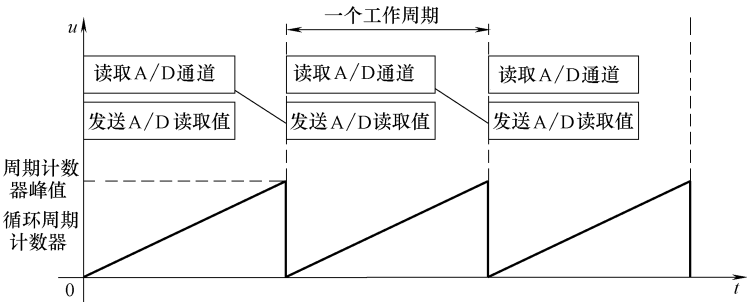 u
一个工作周期
读取A/D通道
读取A/D通道
读取A/D通道
发送A/D读取值
发送A/D读取值
发送A/D读取值
周期计数
器峰值
循环周期
计数器
0
t